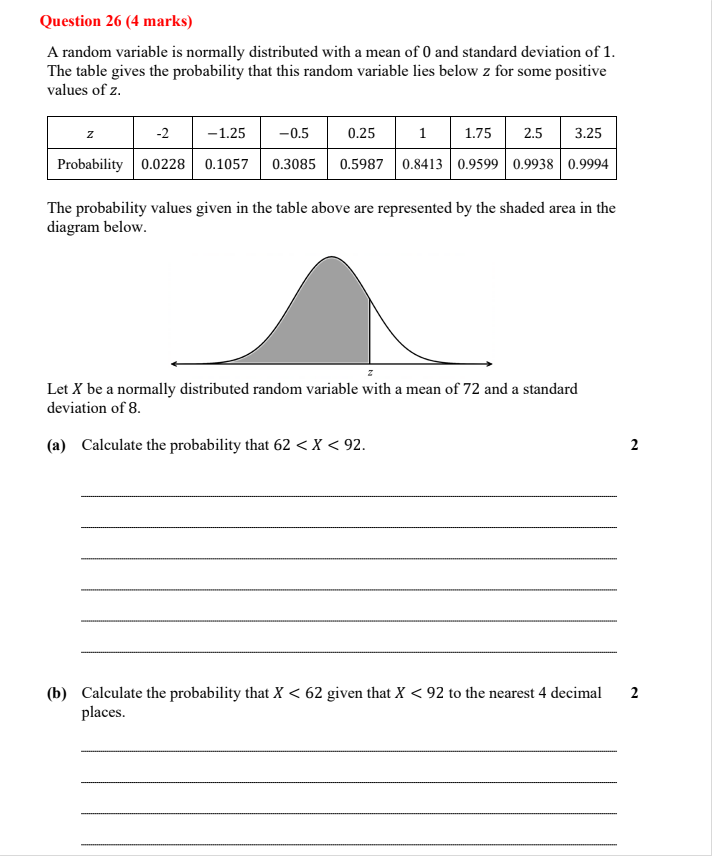 Question 26 (4 marks)
A random variable is normally distributed with a mean of 0 and standard deviation of 1.
The table gives the probability that this random variable lies below z for some positive
values of z.
z -2 −1.25 −0.5 0.25 1 1.75 2.5 3.25
Probability 0.0228 0.1057 0.3085 0.5987 0.8413 0.9599 0.9938 0.9994
The probability values given in the table above are represented by the shaded area in the
diagram below.
z
Let X be a normally distributed random variable with a mean of 72 and a standard
deviation of 8.
(a) Calculate the probability that 62 < X < 92. 2
(b) Calculate the probability that X < 62 given that X < 92 to the nearest 4 decimal 2
places.